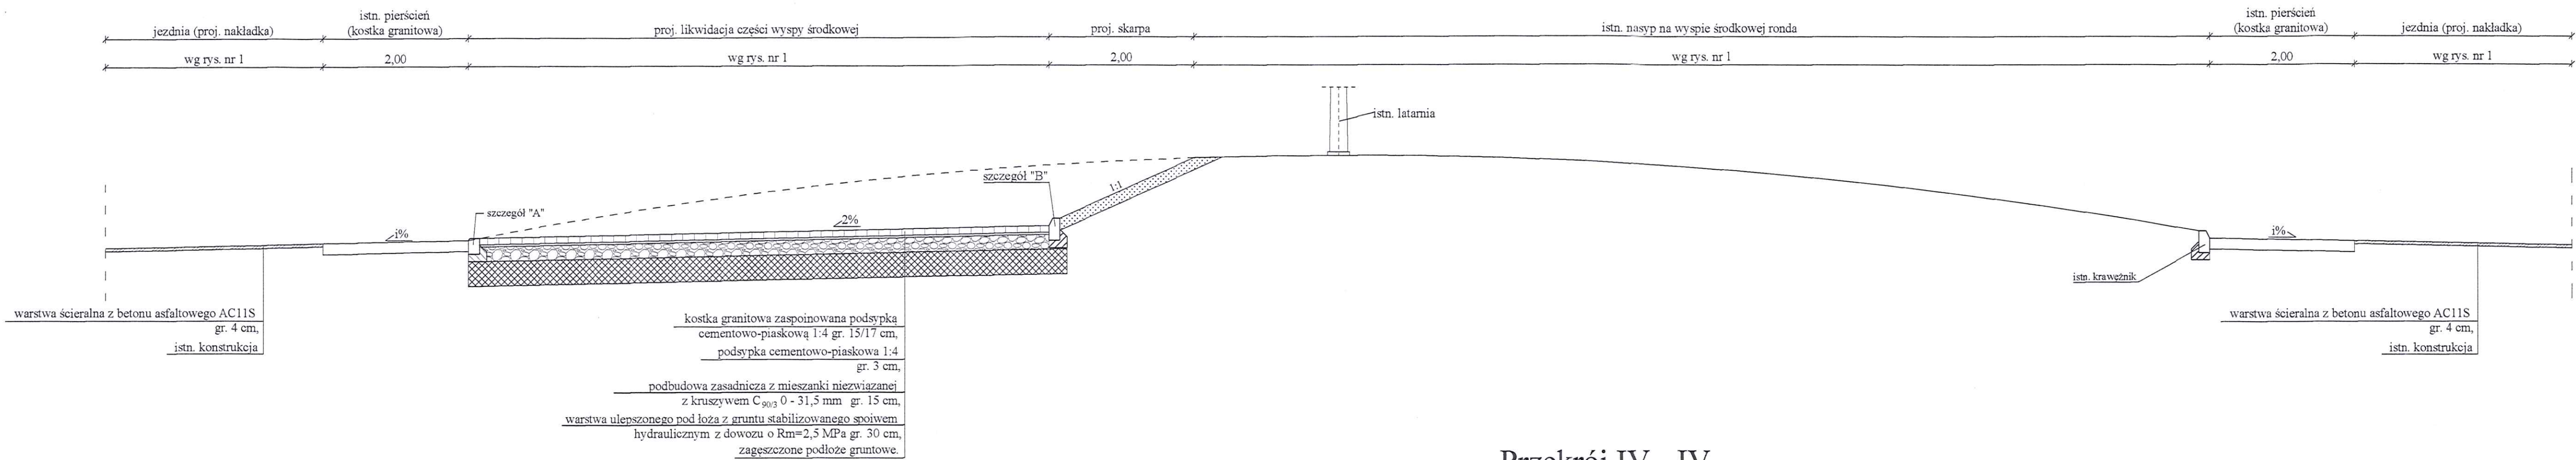 jezdnia (proj. nakładka)
istn. pierścień
(kostka granitowa)
proj. likwidacja części wyspy środkowej
proj. skarpa
istn. nasyp na wyspie środkowej ronda
istn. pierścień
(kostka granitowa)
jezdnia (proj. nakładka)
wg rys. nr 1
2,00
wg rys. nr 1
2,00
wg rys. nr 1
2,00
wg rys. nr 1
istn. latarnia
szczegół "B"
1:1
szczegół "A"
2%
i%
i%
istn. krawężnik
warstwa ścieralna z betonu asfaltowego AC11S
gr. 4 cm,
istn. konstrukcja
kostka granitowa zaspoinowana podsypką
cementowo-piaskową 1:4 gr. 15/17 cm,
podsypka cementowo-piaskowa 1:4
gr. 3 cm,
podbudowa zasadnicza z mieszanki niezwiązanej
z kruszywem C90/3 0 - 31,5 mm gr. 15 cm,
warstwa ulepszonego podłoża z gruntu stabilizowanego spoiwem
hydraulicznym z dowozu o Rm=2,5 MPa gr. 30 cm,
zagęszczone podłoże gruntowe.
warstwa ścieralna z betonu asfaltowego AC11S
gr. 4 cm,
istn. konstrukcja
Przekrój IV - IV